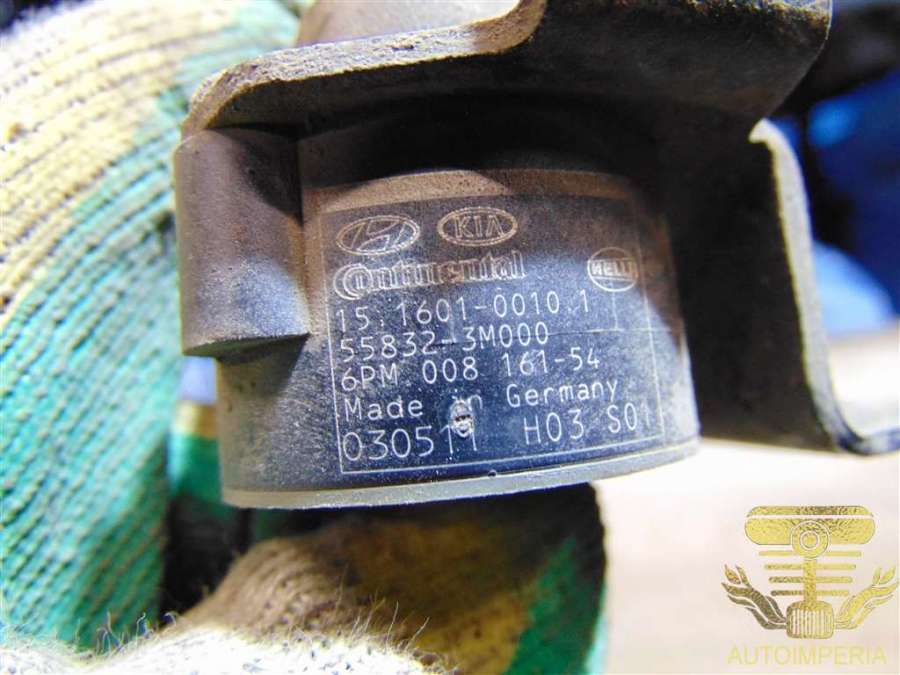 KIA
Continental
HELLA
15.1601-0010.1
55832-3M000
6PM 008 161-54
Made in Germany
030511 H03 S01
AUTOIMPERIA